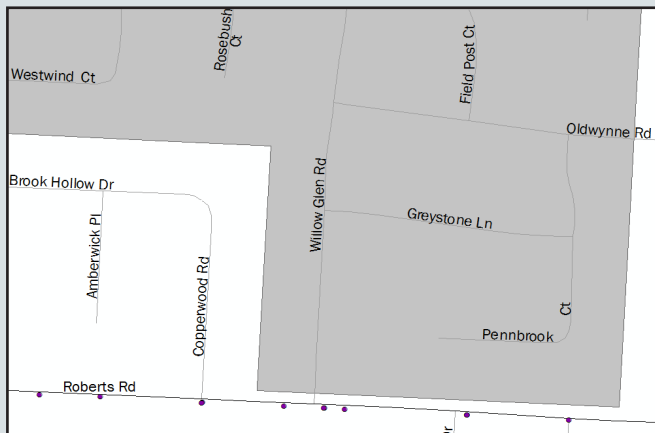 Rosebush
Ct
Field Post Ct
Westwind Ct
Oldwynne Rd
Brook Hollow Dr
Willow Glen Rd
Greystone Ln
Amberwick Pl
Copperwood Rd
Ct
Pennbrook
Roberts Rd